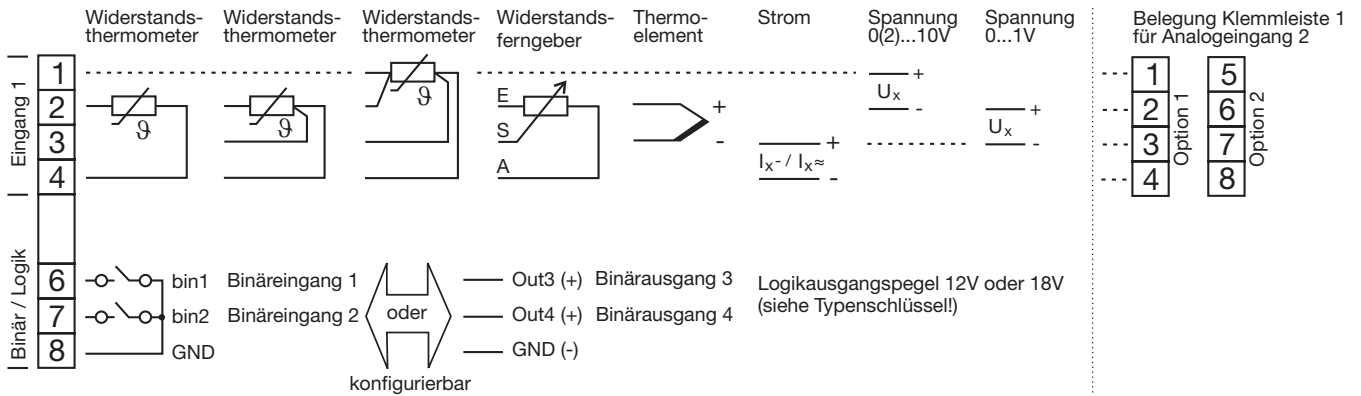 Widerstands-
thermometer
Widerstands-
thermometer
Widerstands-
thermometer
Widerstands-
ferngeber
Thermo-
element
Strom
Spannung
0(2)...10V
Spannung
0...1V
Belegung Klemmleiste 1
für Analogeingang 2
Eingang 1
1
2
3
4
ϑ
ϑ
ϑ
E
S
A
+
-
+
Ix- / Ix≈
-
+
Ux
-
+
Ux
-
1
2
3
4
Option 1
5
6
7
8
Option 2
Binär / Logik
6
7
8
bin1 Binäreingang 1
bin2 Binäreingang 2
GND
oder
konfigurierbar
Out3 (+) Binärausgang 3
Out4 (+) Binärausgang 4
GND (-)
Logikausgangspegel 12V oder 18V
(siehe Typenschlüssel!)